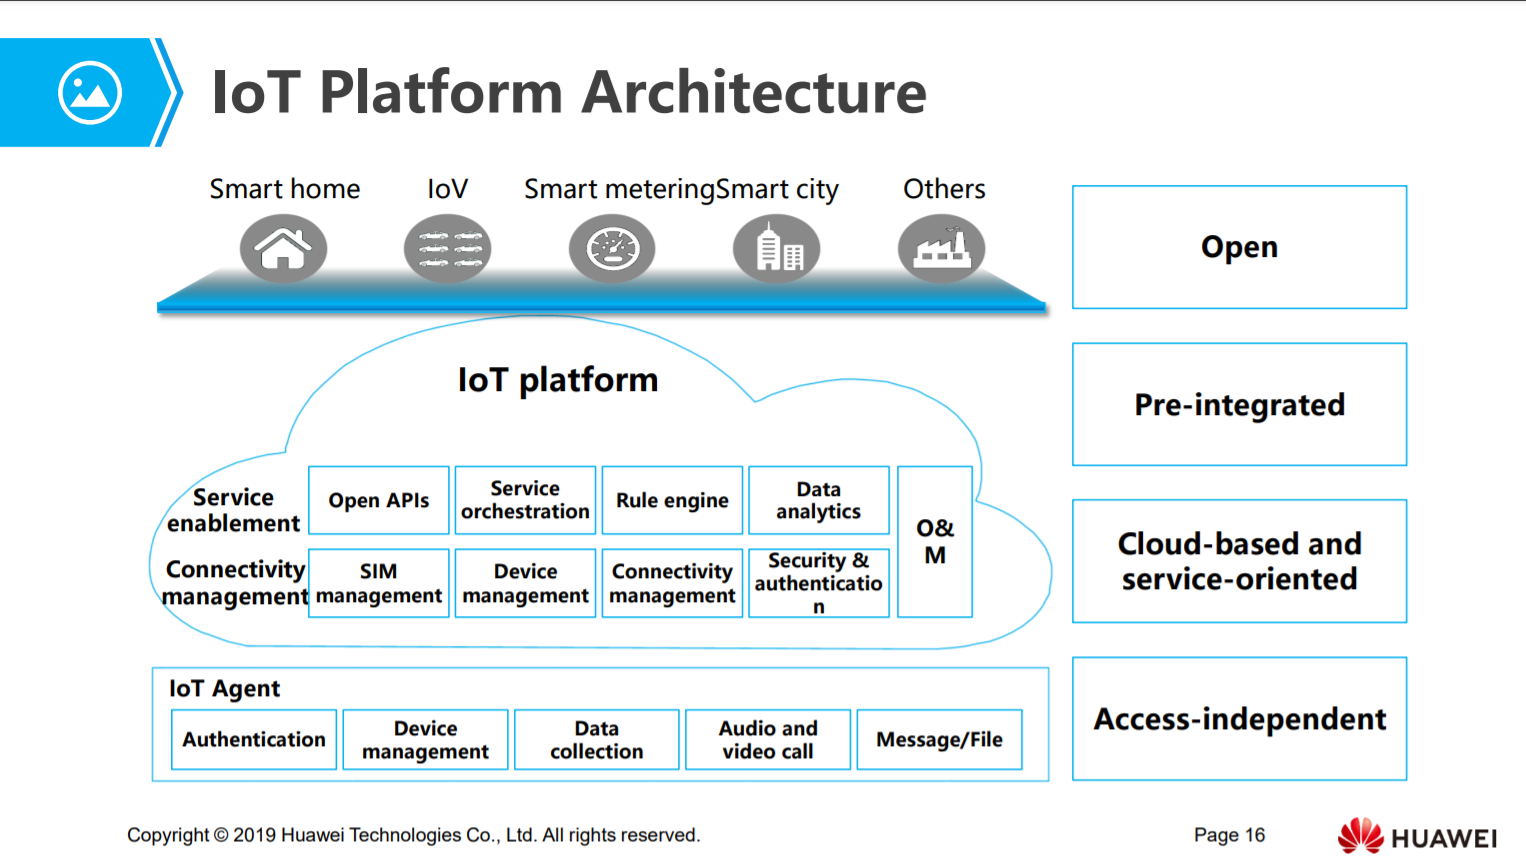 IoT Platform Architecture
Smart home
IoV
Smart metering
Smart city
Others
IoT platform
Service
enablement
Open APIs
Service
orchestration
Rule engine
Data
analytics
O&
M
Connectivity
management
SIM
management
Device
management
Connectivity
management
Security &
authenticatio
n
IoT Agent
Authentication
Device
management
Data
collection
Audio and
video call
Message/File
Open
Pre-integrated
Cloud-based and
service-oriented
Access-independent
Copyright © 2019 Huawei Technologies Co., Ltd. All rights reserved.
Page 16
HUAWEI